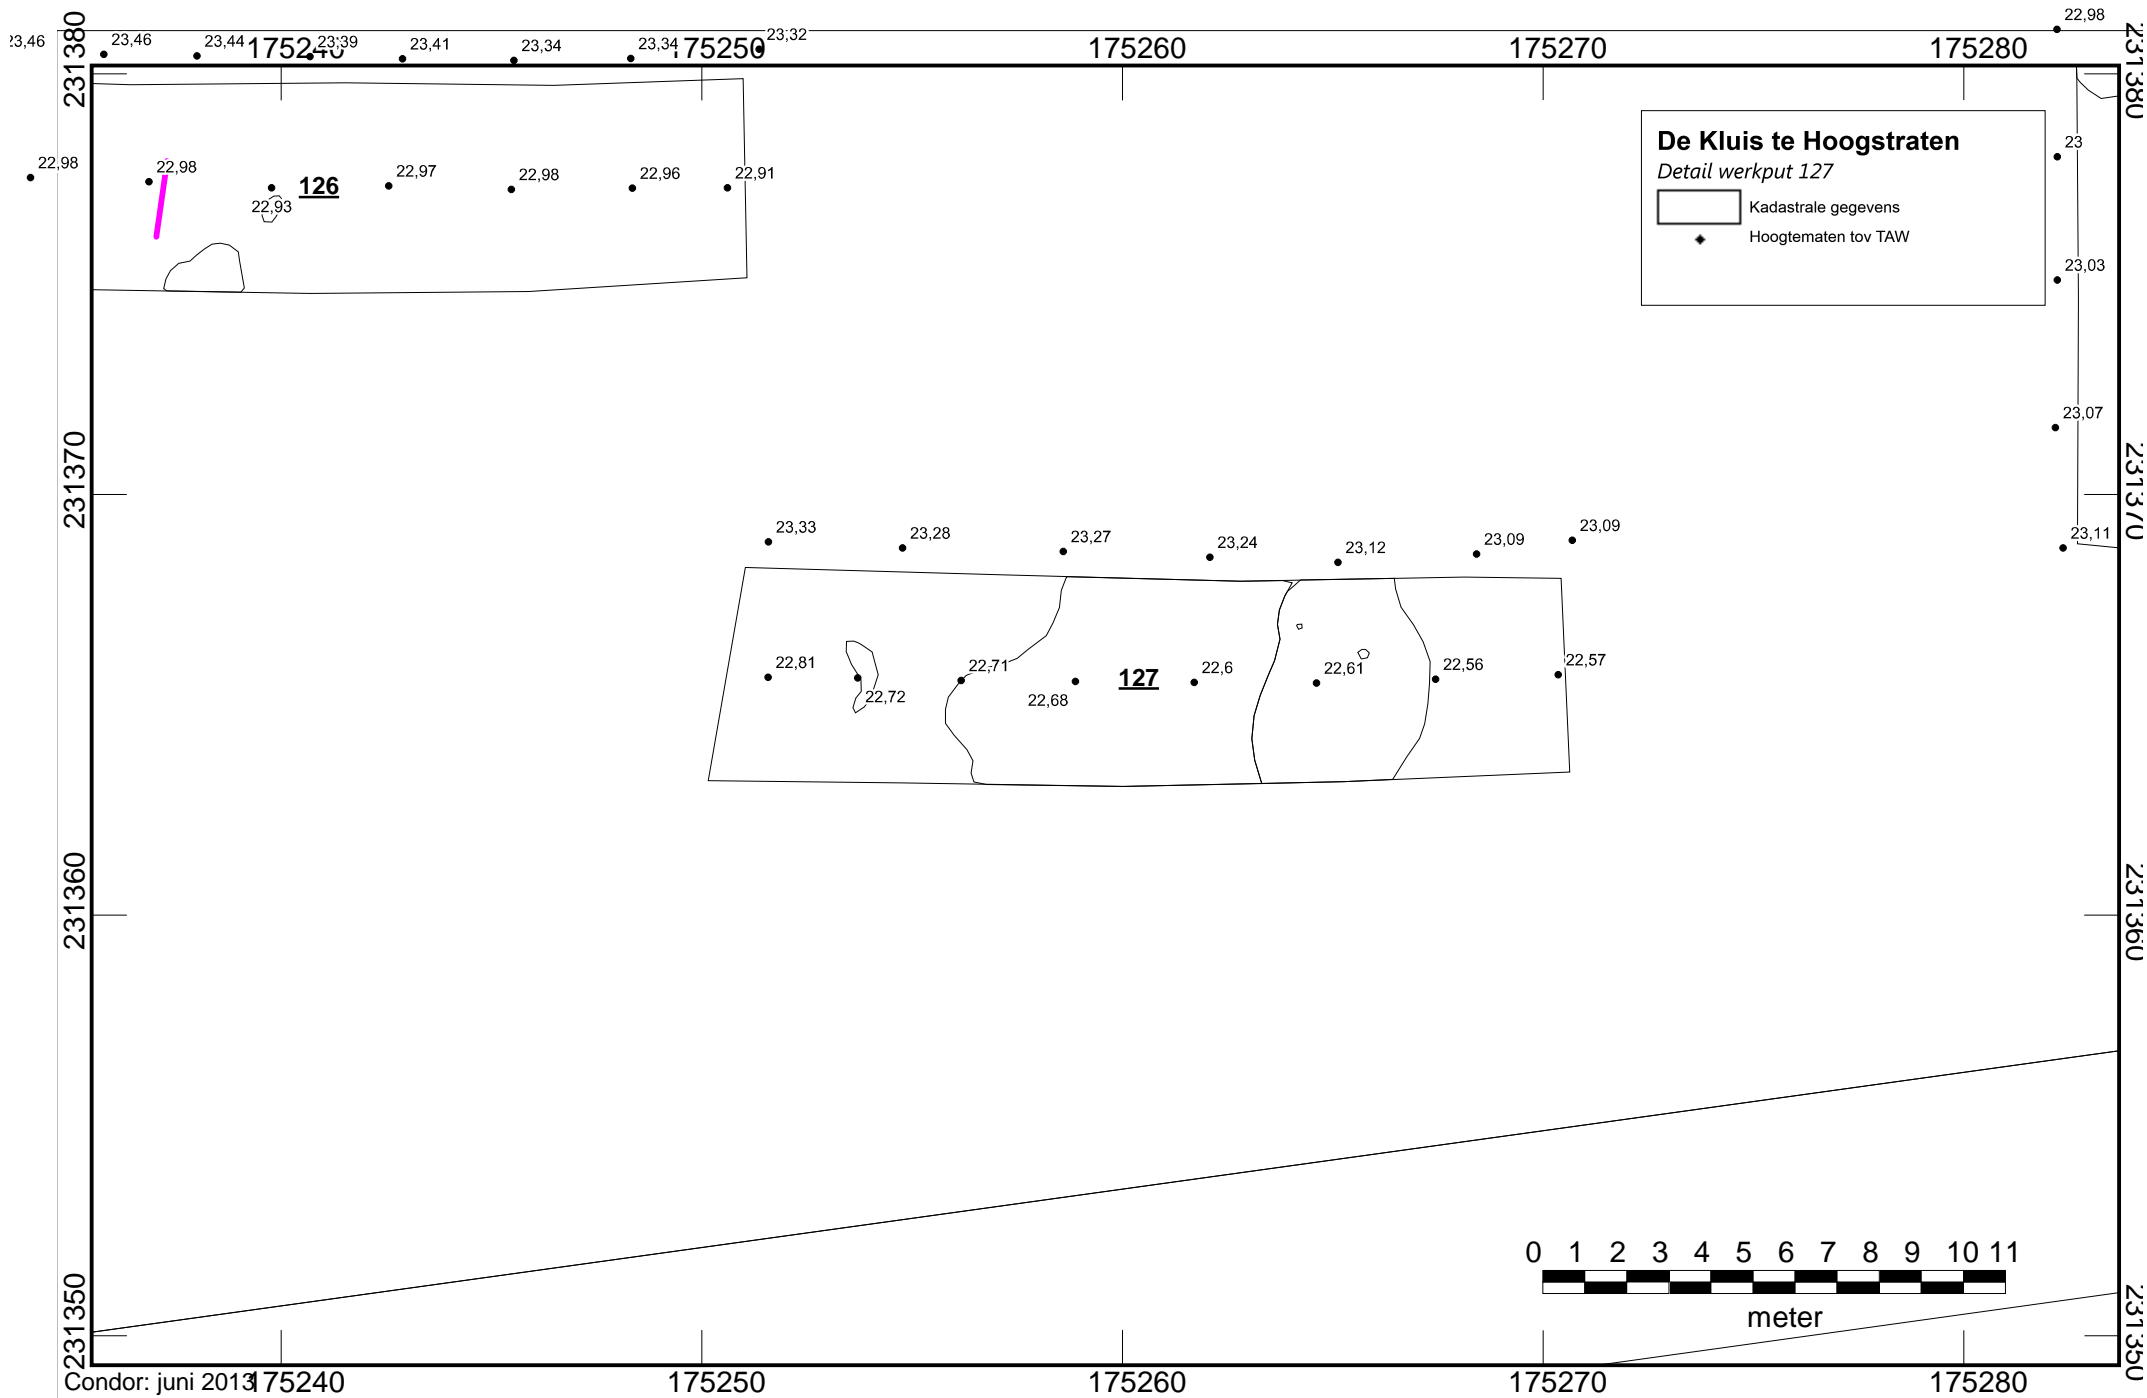 22,98
23,46 23,46 23,44 23,39 23,41 23,34 23,34 23,32
175240 175250 175260 175270 175280
231380
231380
De Kluis te Hoogstraten
Detail werkput 127
Kadastrale gegevens
Hoogtematen tov TAW
23
22,98 22,98 22,93 126 22,97 22,98 22,96 22,91
23,03
23,07
231370
231370
23,33 23,28 23,27 23,24 23,12 23,09 23,09
23,11
22,81 22,72 22,71 22,68 127 22,6 22,61 22,56 22,57
231360
231360
0 1 2 3 4 5 6 7 8 9 10 11
meter
231350
231350
Condor: juni 2013
175240 175250 175260 175270 175280